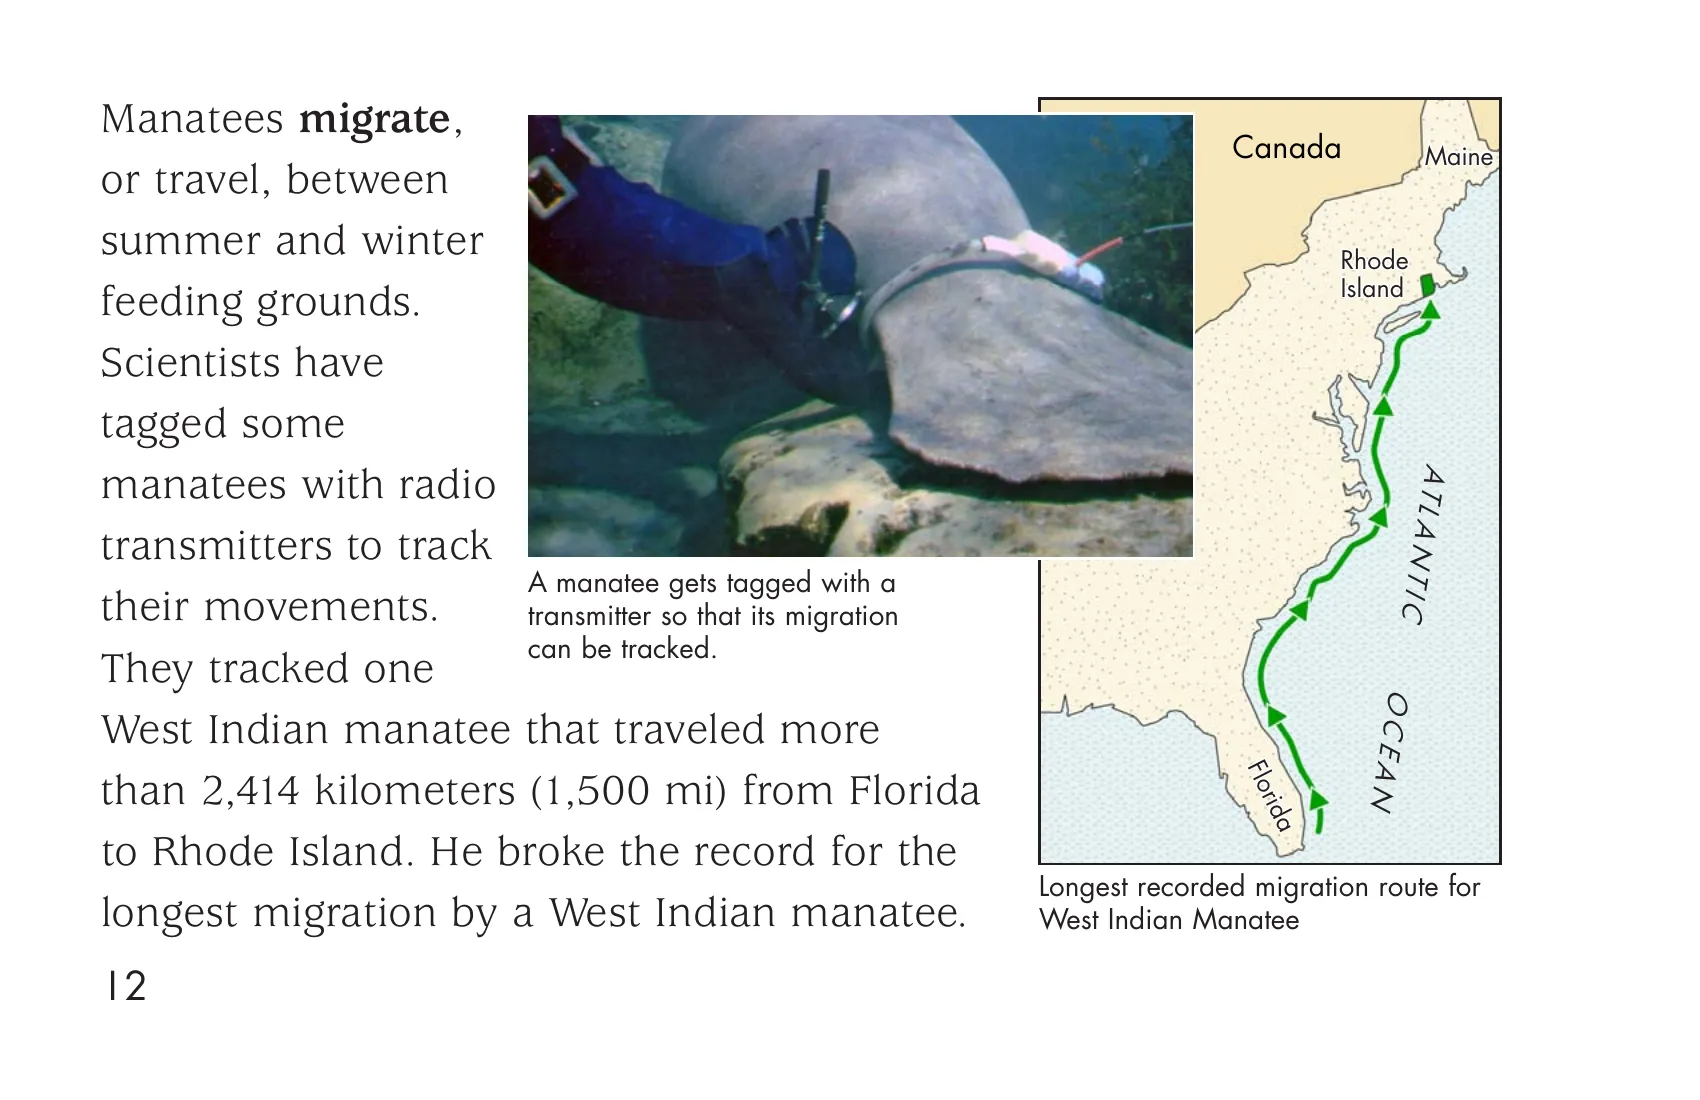 Manatees migrate,
or travel, between
summer and winter
feeding grounds.
Scientists have
tagged some
manatees with radio
transmitters to track
their movements.
They tracked one
West Indian manatee that traveled more
than 2,414 kilometers (1,500 mi) from Florida
to Rhode Island. He broke the record for the
longest migration by a West Indian manatee.
A manatee gets tagged with a
transmitter so that its migration
can be tracked.
Canada
Maine
Rhode
Island
ATLANTIC
OCEAN
Florida
Longest recorded migration route for
West Indian Manatee
12